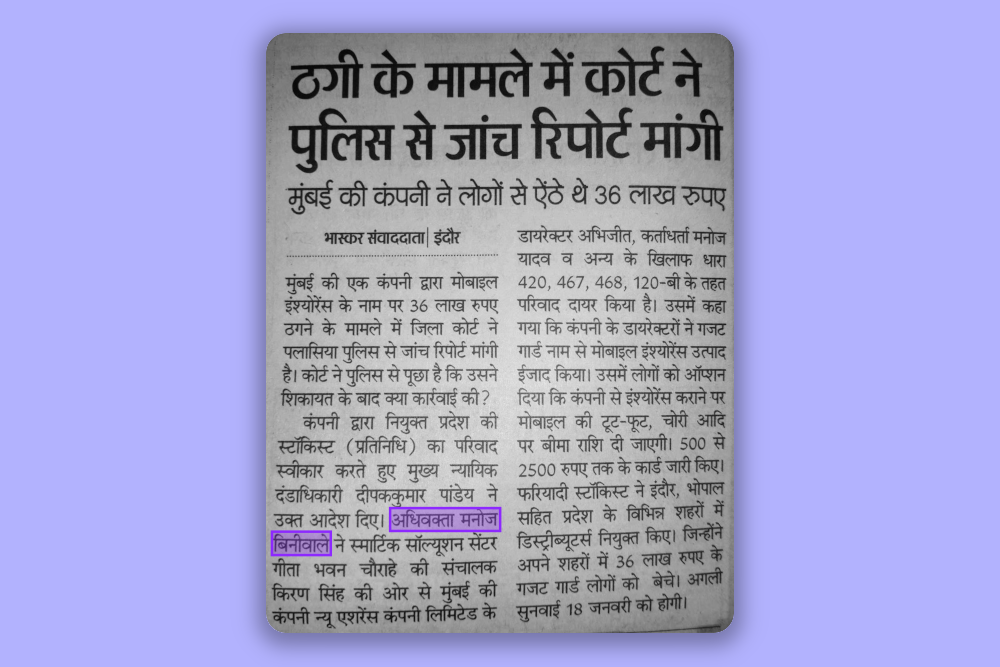 ठगी के मामले में कोर्ट ने
पुलिस से जांच रिपोर्ट मांगी
मुंबई की कंपनी ने लोगों से ऐंठे थे 36 लाख रुपए
भास्कर संवाददाता| इंदौर
मुंबई की एक कंपनी द्वारा मोबाइल
इंश्योरेंस के नाम पर 36 लाख रुपए
ठगने के मामले में जिला कोर्ट ने
पलासिया पुलिस से जांच रिपोर्ट मांगी
है। कोर्ट ने पुलिस से पूछा है कि उसने
शिकायत के बाद क्या कार्रवाई की?
कंपनी द्वारा नियुक्त प्रदेश की
स्टॉकिस्ट (प्रतिनिधि) का परिवाद
स्वीकार करते हुए मुख्य न्यायिक
दंडाधिकारी दीपककुमार पांडेय ने
उक्त आदेश दिए। अधिवक्ता मनोज
बिनीवाले ने स्मार्टिक सॉल्यूशन सेंटर
गीता भवन चौराहे की संचालक
किरण सिंह की ओर से मुंबई की
कंपनी न्यू एशरेंस कंपनी लिमिटेड के
डायरेक्टर अभिजीत, कर्ताधर्ता मनोज
यादव व अन्य के खिलाफ धारा
420, 467, 468, 120-बी के तहत
परिवाद दायर किया है। उसमें कहा
गया कि कंपनी के डायरेक्टरों ने गजट
गार्ड नाम से मोबाइल इंश्योरेंस उत्पाद
ईजाद किया। उसमें लोगों को ऑप्शन
दिया कि कंपनी से इंश्योरेंस कराने पर
मोबाइल की टूट-फूट, चोरी आदि
पर बीमा राशि दी जाएगी। 500 से
2500 रुपए तक के कार्ड जारी किए।
फरियादी स्टॉकिस्ट ने इंदौर, भोपाल
सहित प्रदेश के विभिन्न शहरों में
डिस्ट्रीब्यूटर्स नियुक्त किए। जिन्होंने
अपने शहरों में 36 लाख रुपए के
गजट गार्ड लोगों को बेचे। अगली
सुनवाई 18 जनवरी को होगी।